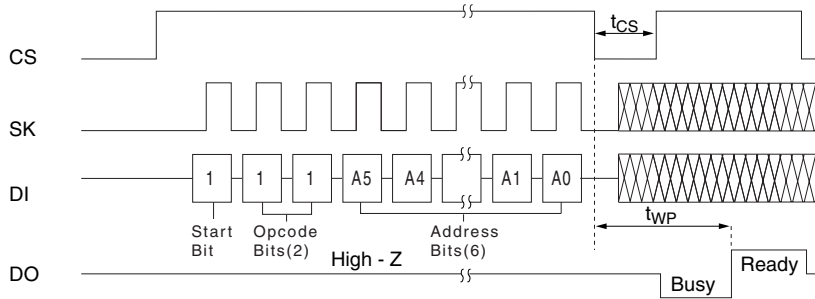 CS
tCS
SK
DI
1
1
1
A5
A4
A1
A0
Start
Bit
Opcode
Bits(2)
Address
Bits(6)
tWP
DO
High - Z
Busy
Ready